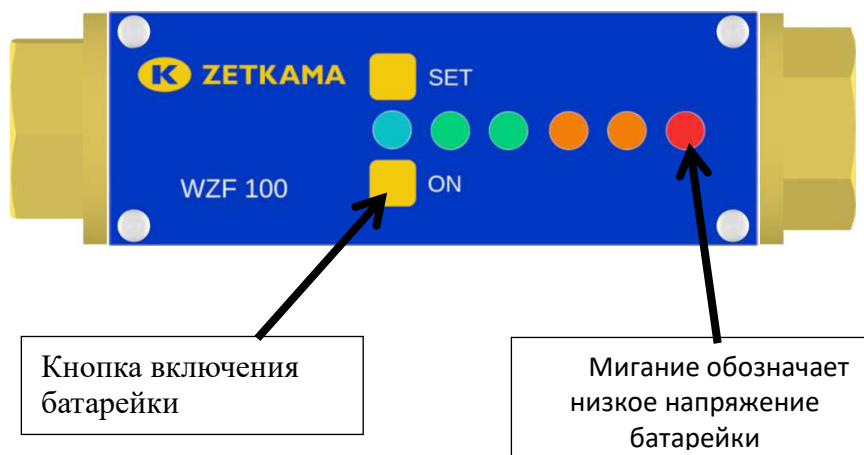 K ZETKAMA
SET
WZF 100
ON
Кнопка включения
батарейки
Мигание обозначает
низкое напряжение
батарейки